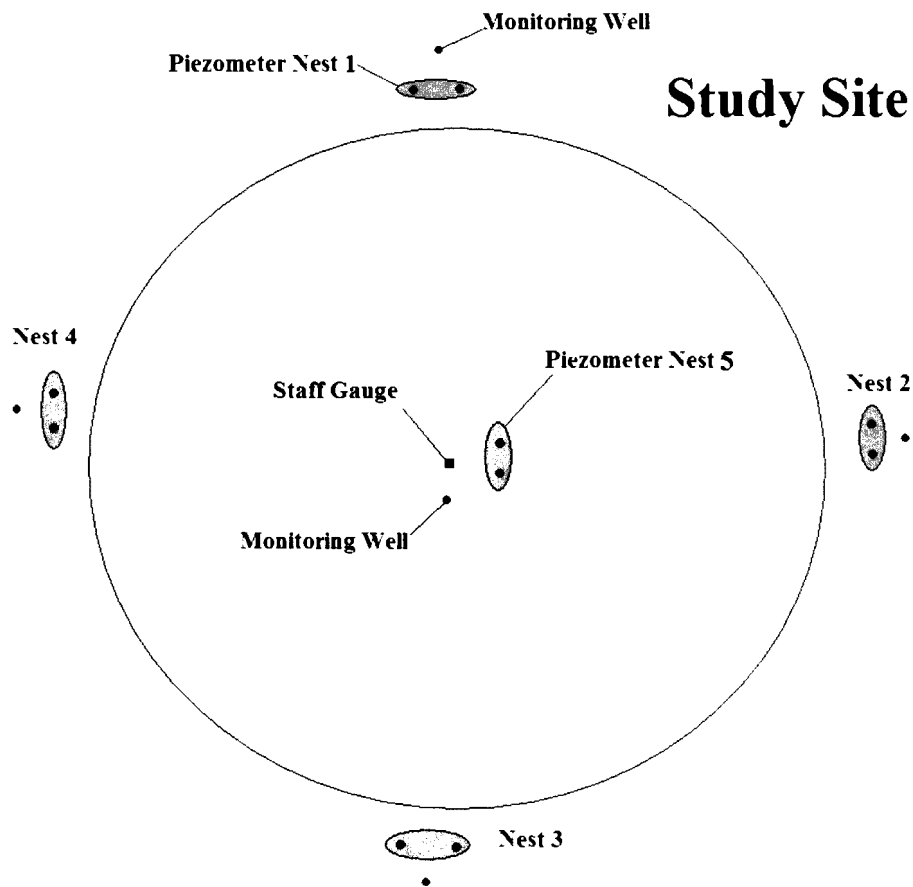 Monitoring Well
Piezometer Nest 1
Study Site
Nest 4
Piezometer Nest 5
Nest 2
Staff Gauge
Monitoring Well
Nest 3